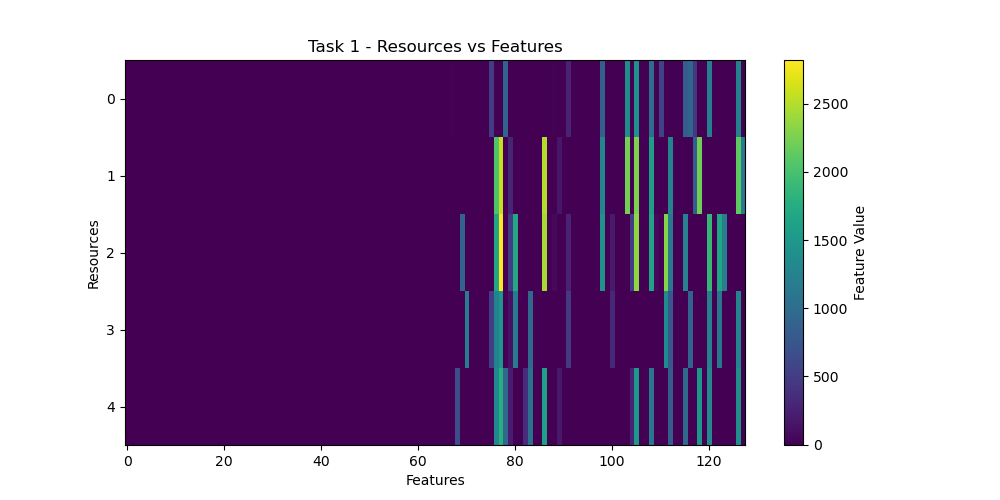 Task 1 - Resources vs Features
0
1
2
3
4
Resources
0 20 40 60 80 100 120
Features
2500
2000
1500
1000
500
0
Feature Value